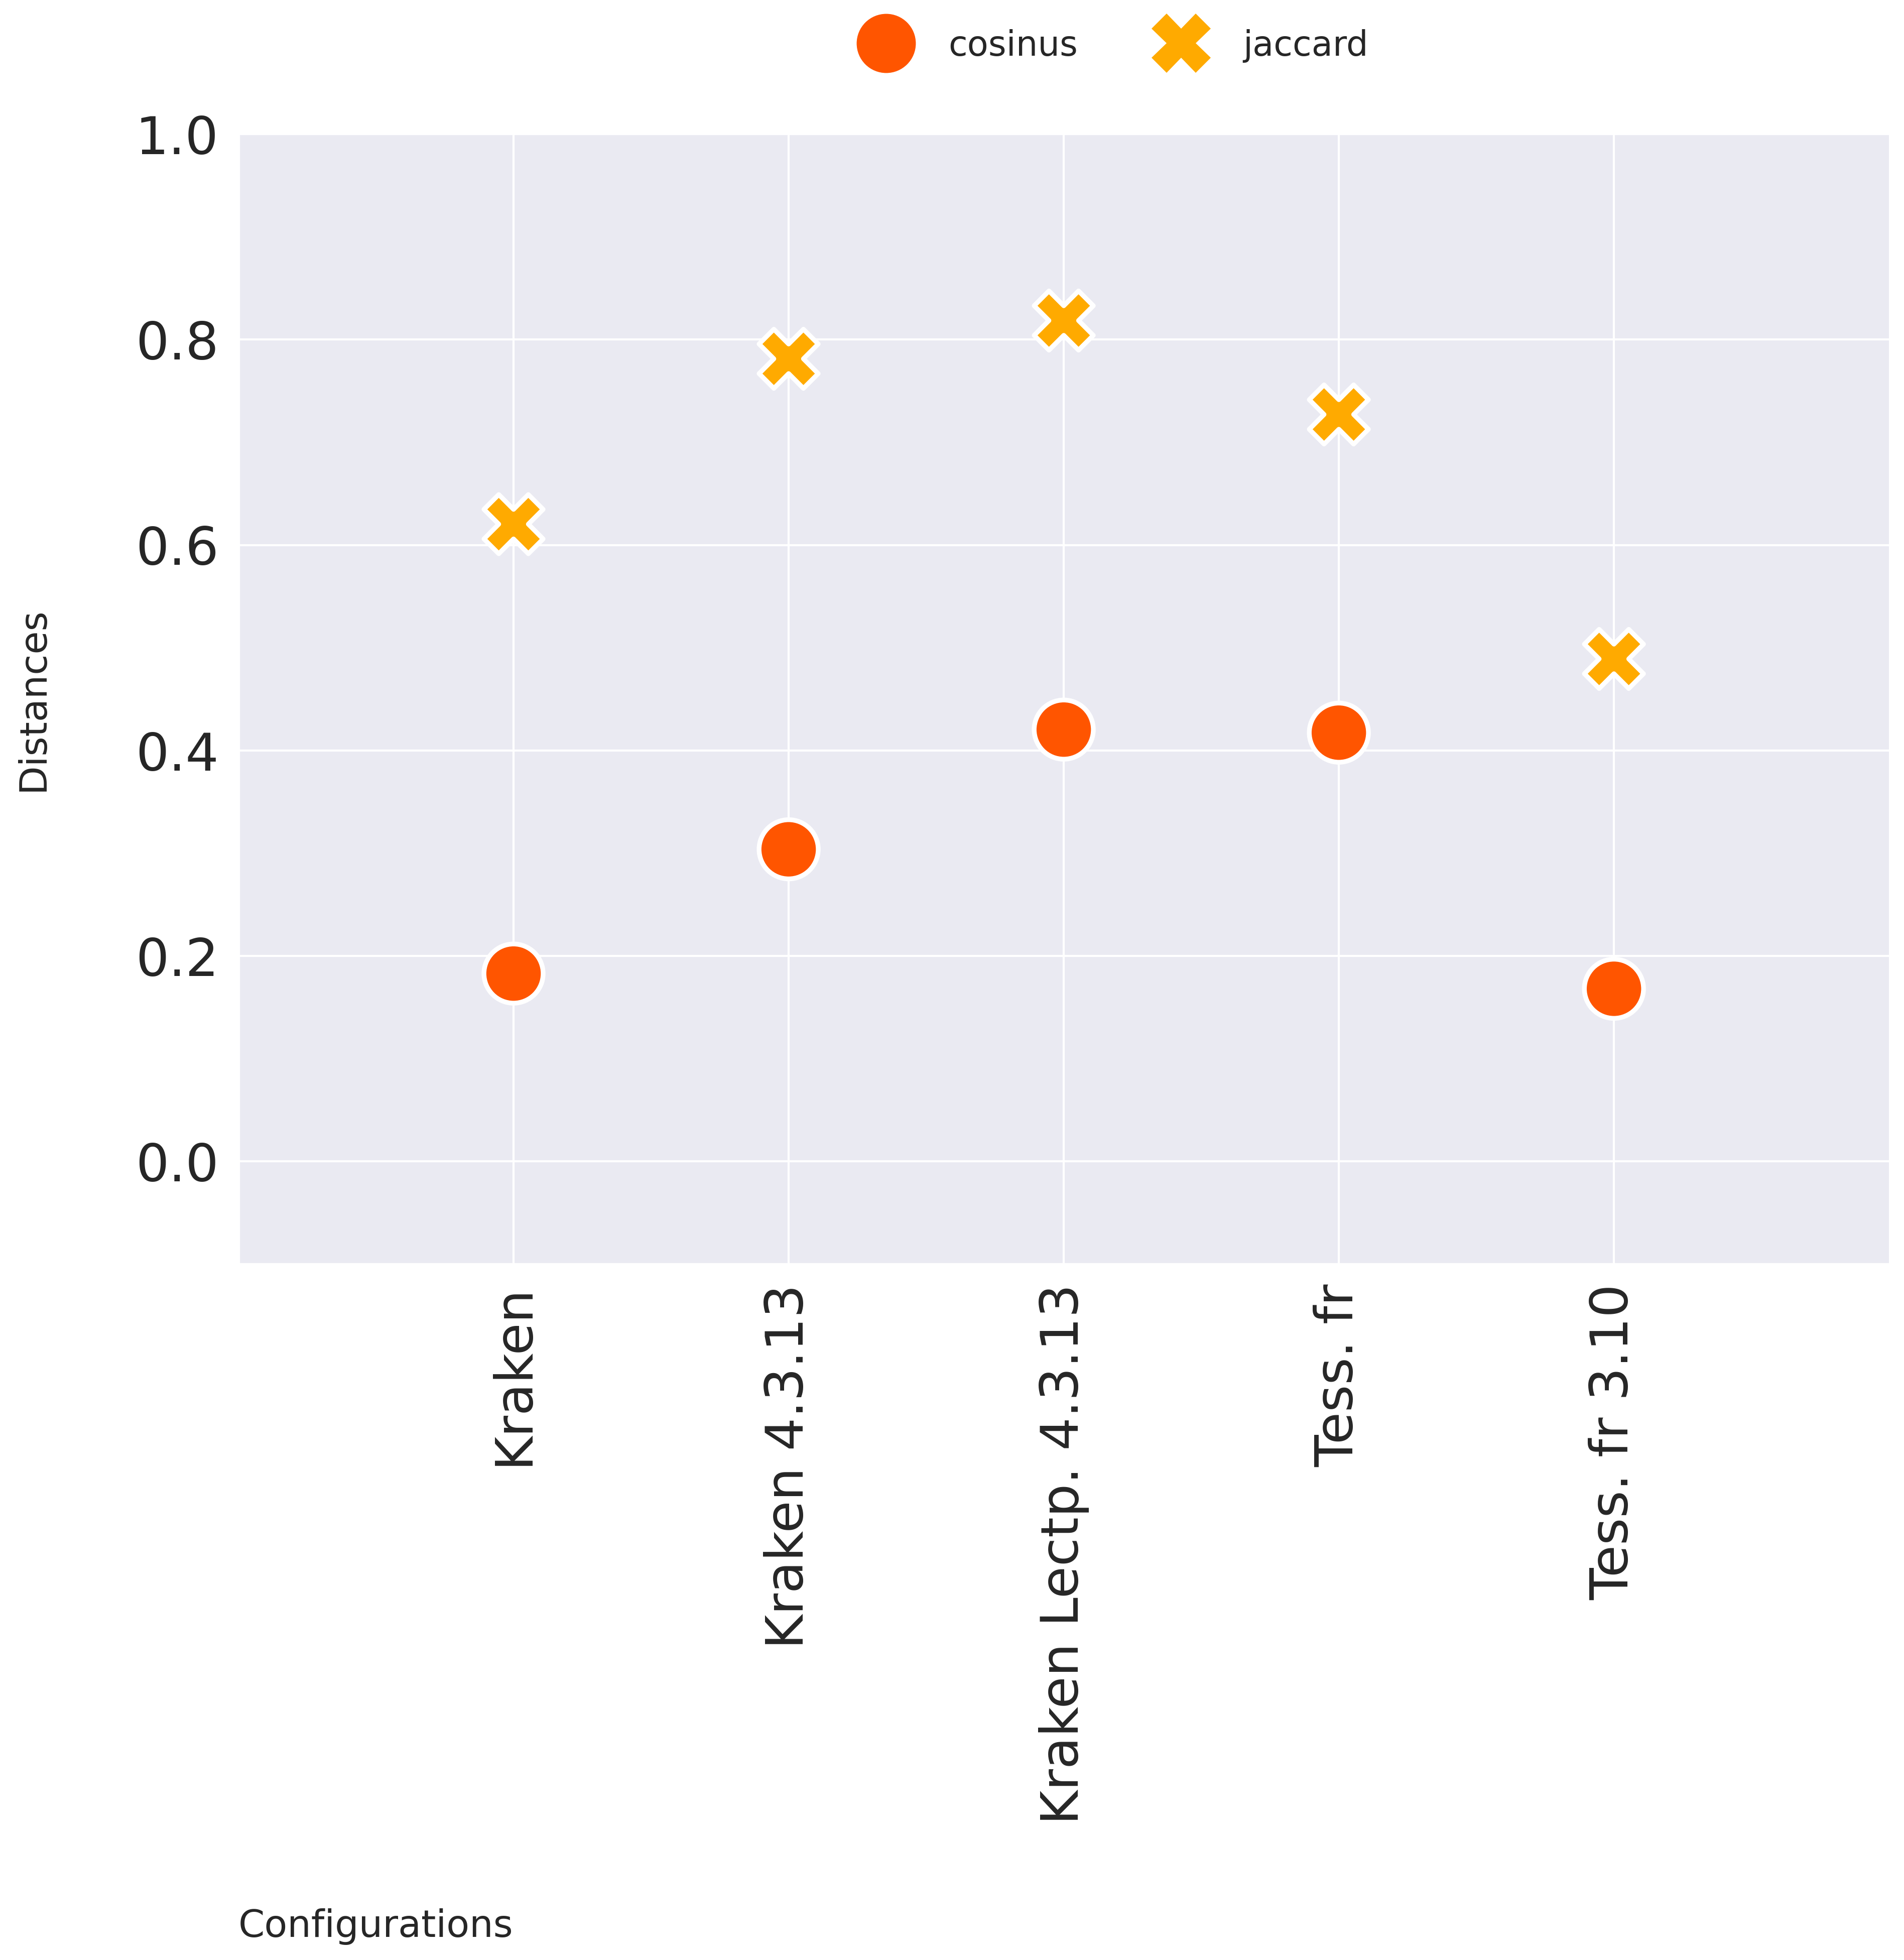 cosinus jaccard
1.0
0.8
0.6
0.4
0.2
0.0
Distances
Kraken
Kraken 4.3.13
Kraken Lectp. 4.3.13
Tess. fr
Tess. fr 3.10
Configurations